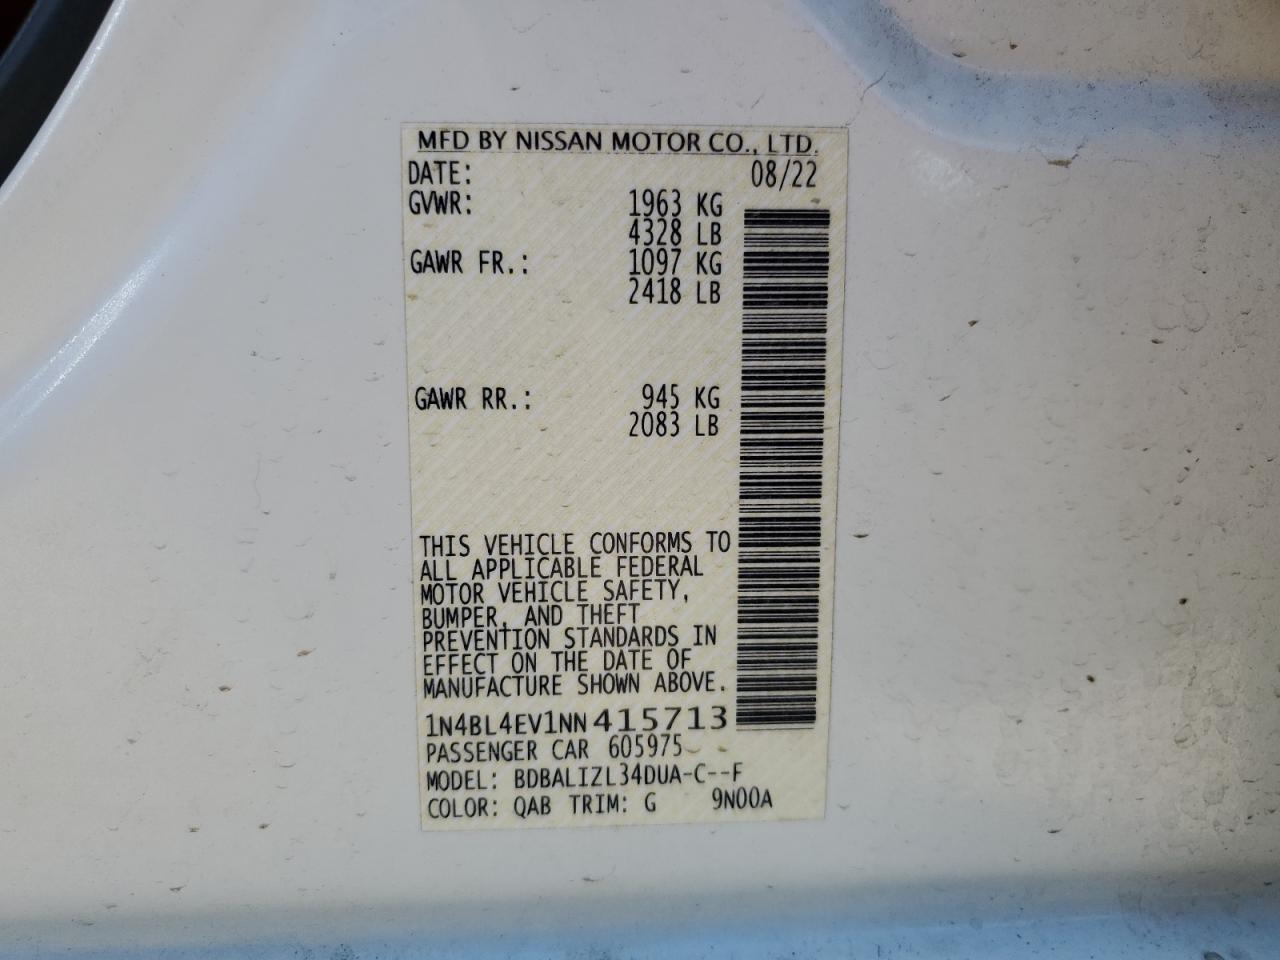 MFD BY NISSAN MOTOR CO., LTD.
DATE: 08/22
GVWR: 1963 KG
4328 LB
GAWR FR.: 1097 KG
2418 LB
GAWR RR.: 945 KG
2083 LB
THIS VEHICLE CONFORMS TO
ALL APPLICABLE FEDERAL
MOTOR VEHICLE SAFETY,
BUMPER, AND THEFT
PREVENTION STANDARDS IN
EFFECT ON THE DATE OF
MANUFACTURE SHOWN ABOVE.
1N4BL4EV1NN415713
PASSENGER CAR 605975
MODEL: BDBALIZL34DUA-C--F
COLOR: QAB TRIM: G 9N00A